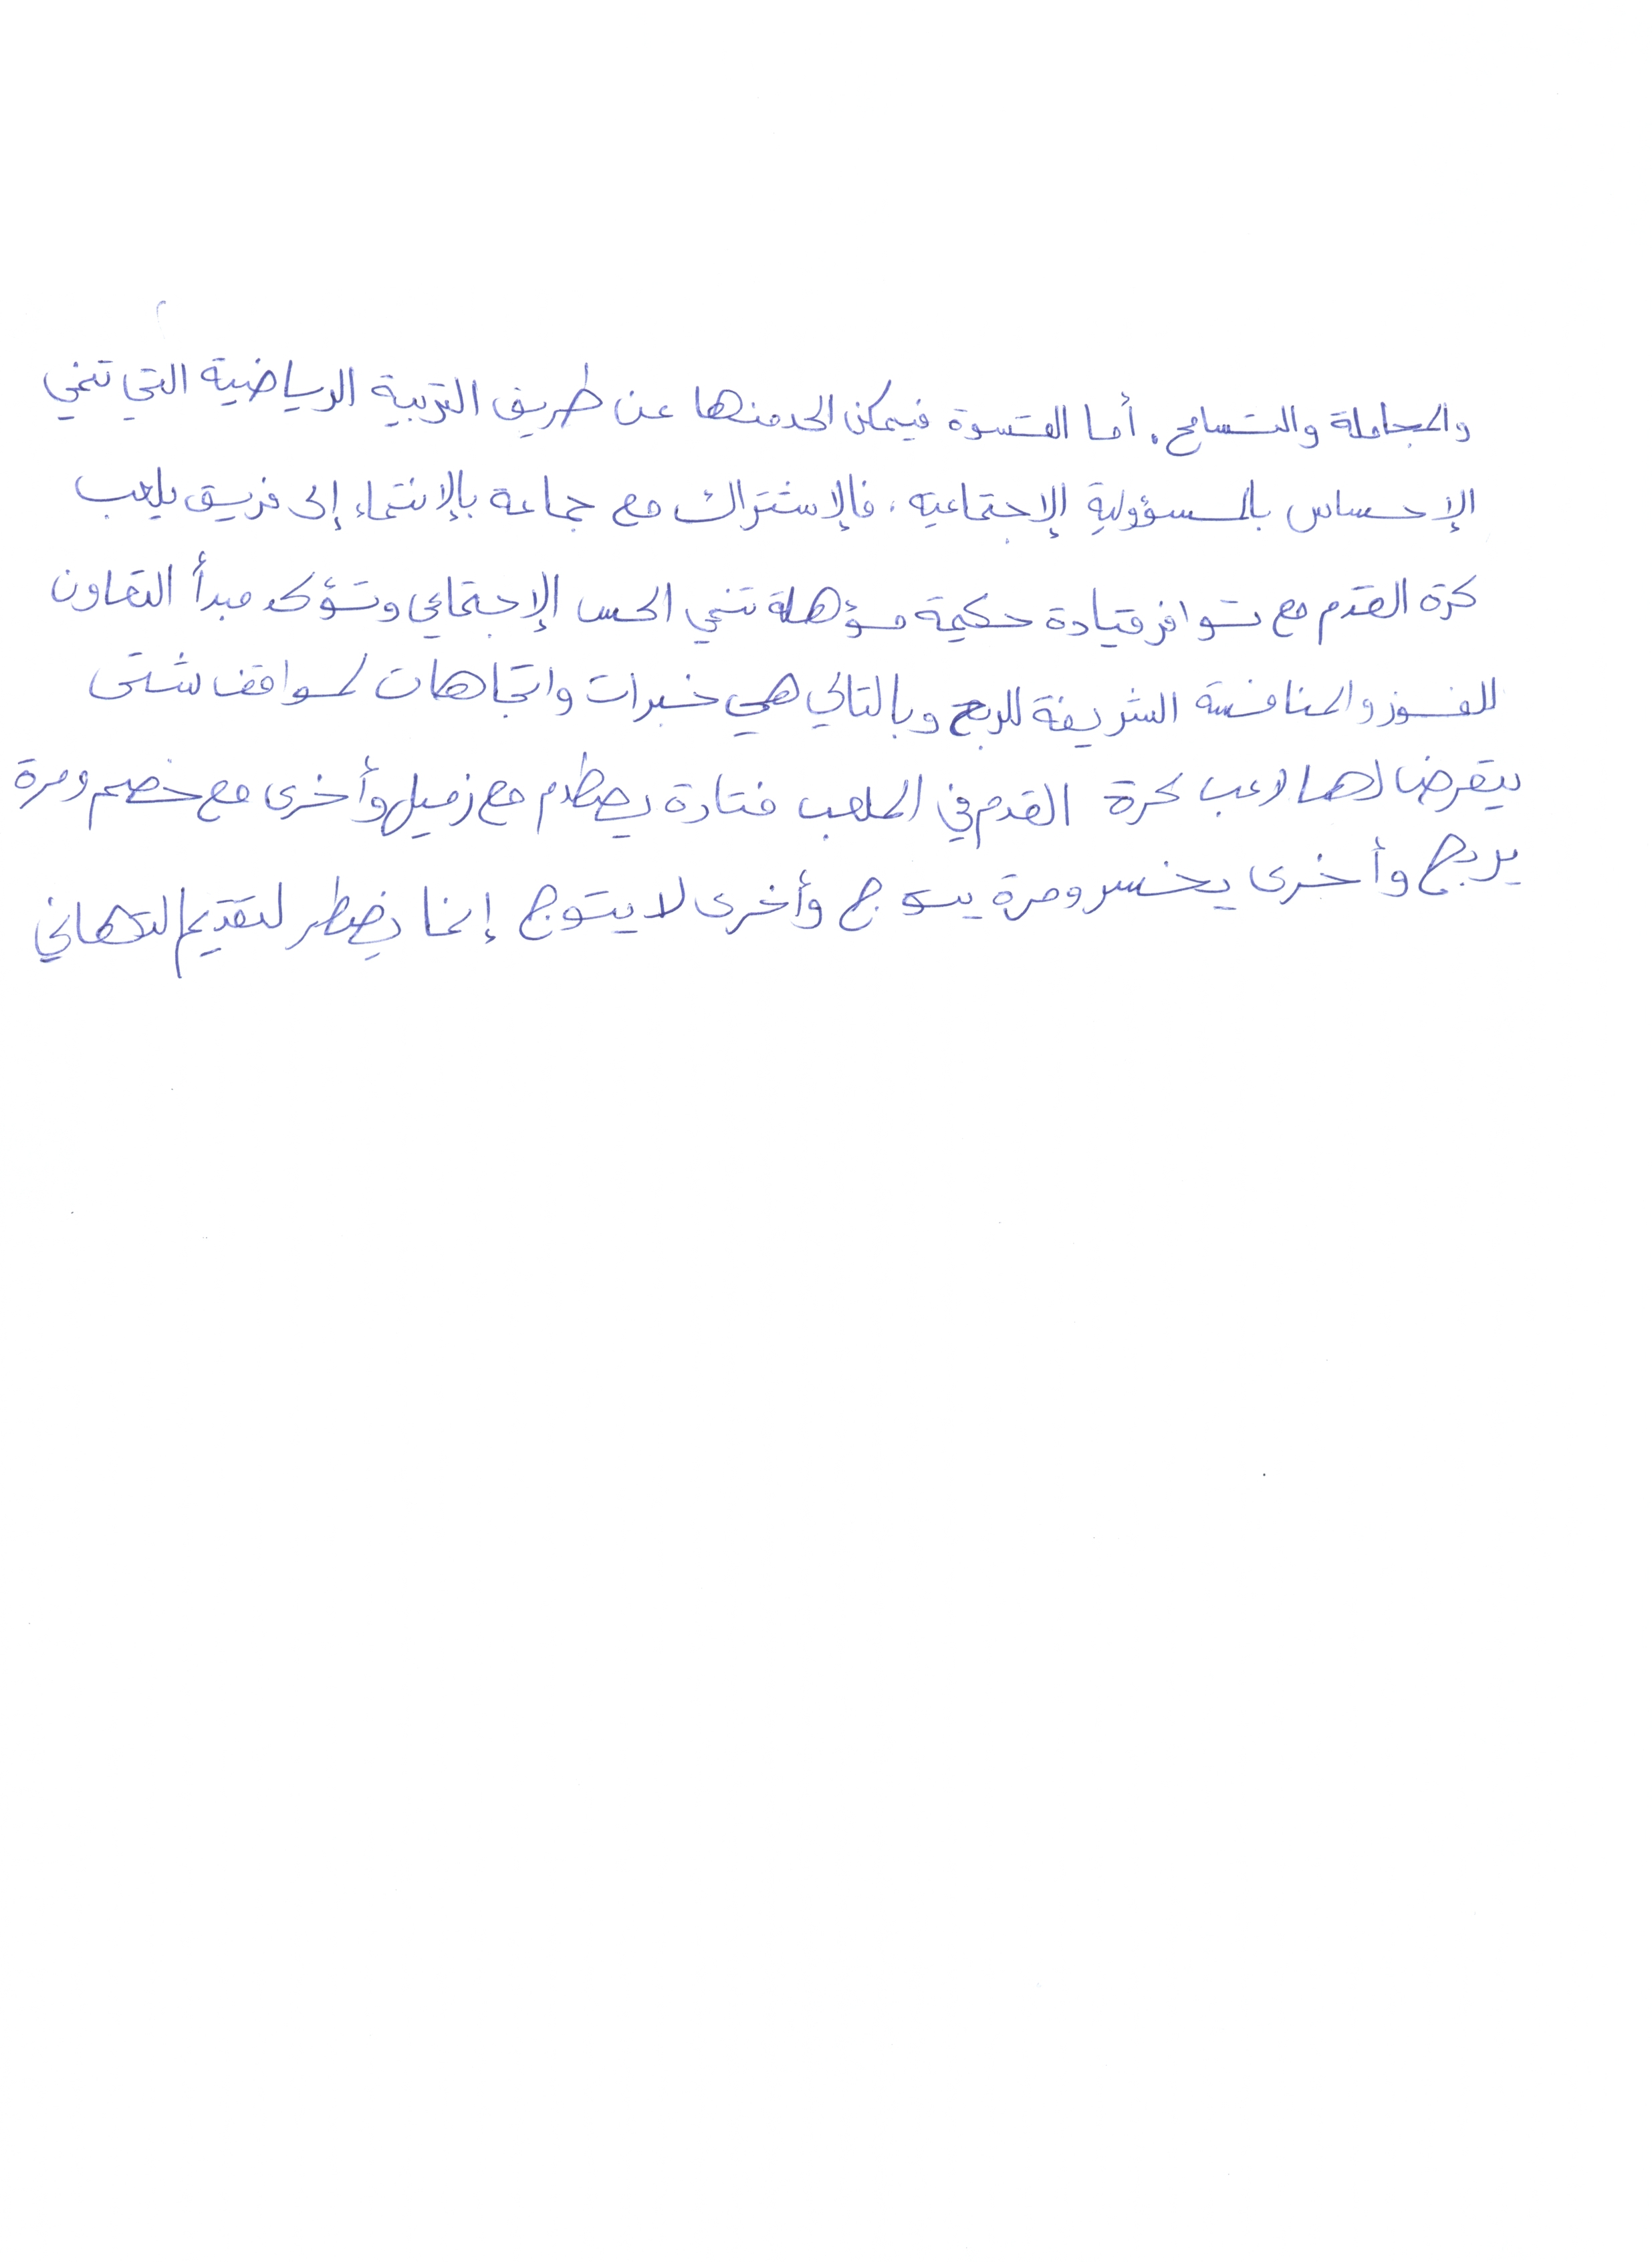 والمجاملة والتسامح. أما القسوة فيمكن الحد منها عن طريق التربية الرياضية التي تنمي
الإحساس بالمسؤولية الإجتماعية، فالإشتراك مع جماعة بالإنتماء إلى فريق يلعب
كرة القدم مع توافر قيادة حكيمة مؤهلة تنمي الحس الإجتماعي وتؤكد مبدأ التعاون
للفوز والمنافسة الشريفة للربح وبالتالي هي خبرات واتجاهات لمواقف شتى
يتعرض لها لاعب كرة القدم في الملعب فتارة يصطدم مع زميل وأخرى مع خصم ومرة
يربح وأخرى يخسر ومرة يتوج وأخرى لا يتوج إنما يضطر لتقديم التهاني